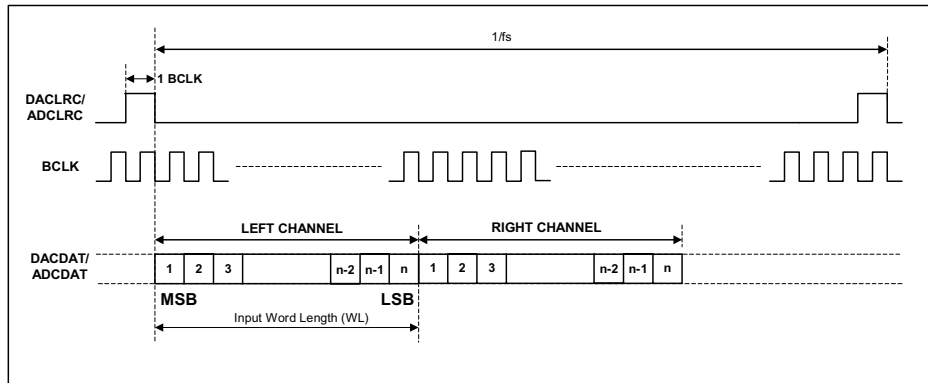 1/fs
1 BCLK
DACLRC/
ADCLRC
BCLK
LEFT CHANNEL
RIGHT CHANNEL
DACDAT/
ADCDAT
1 2 3 n-2 n-1 n 1 2 3 n-2 n-1 n
MSB LSB
Input Word Length (WL)